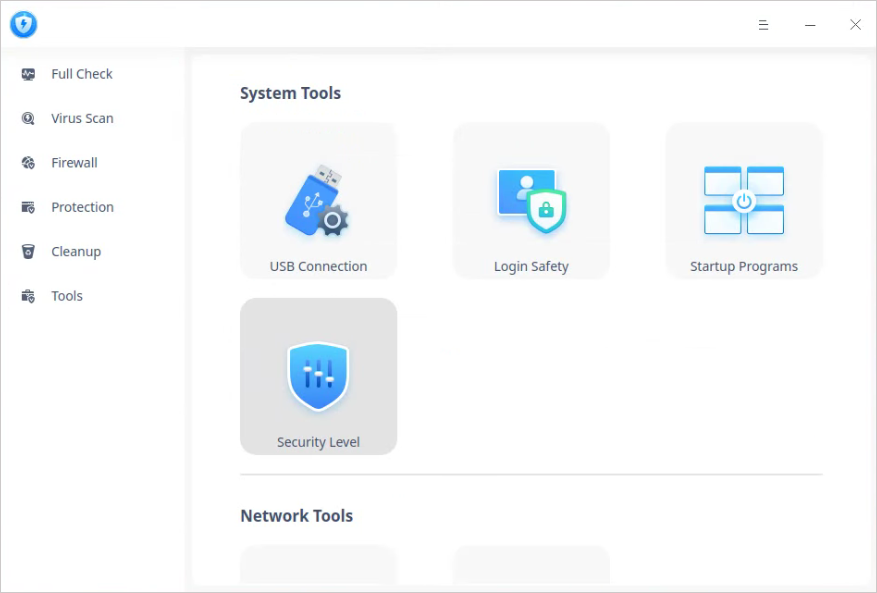 Full Check
Virus Scan
Firewall
Protection
Cleanup
Tools
System Tools
USB Connection
Login Safety
Startup Programs
Security Level
Network Tools